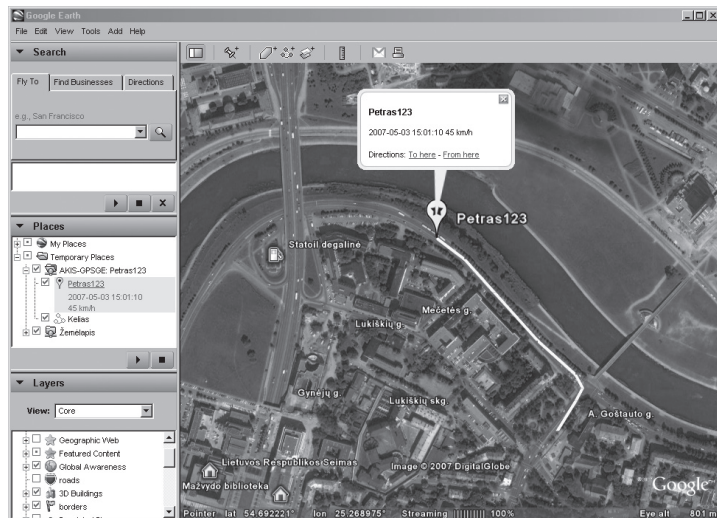 Google Earth
File Edit View Tools Add Help
Search
Fly To Find Businesses Directions
e.g., San Francisco
Places
My Places
Temporary Places
AKIS-GPSGE: Petras123
Petras123
2007-05-03 15:01:10
45 km/h
Kelias
Žemėlapis
Layers
View: Core
Geographic Web
Featured Content
Global Awareness
roads
3D Buildings
borders
Petras123
2007-05-03 15:01:10 45 km/h
Directions: To here - From here
Petras123
Statoil degalinė
Mečetės g.
Lukiškių g.
Gynėjų g.
Lukiškių skg.
A. Goštauto g.
Lietuvos Respublikos Seimas
Image © 2007 DigitalGlobe
Mažvydo biblioteka
Google
Pointer lat 54.692221° lon 25.268975° Streaming 100% Eye alt 801 m